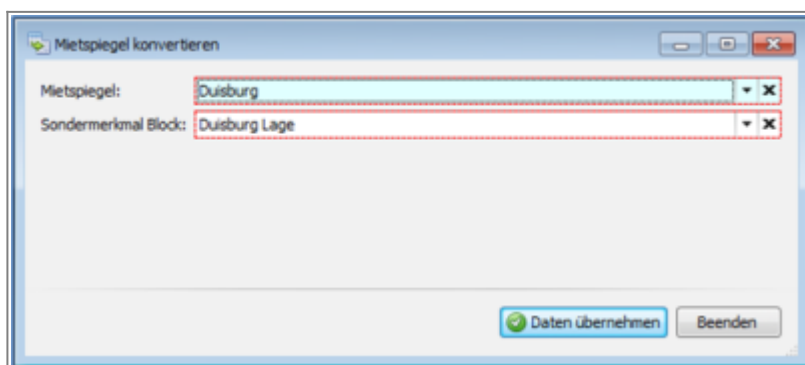 Mietspiegel konvertieren
Mietspiegel: Duisburg
Sondermerkmal Block: Duisburg Lage
Daten übernehmen Beenden